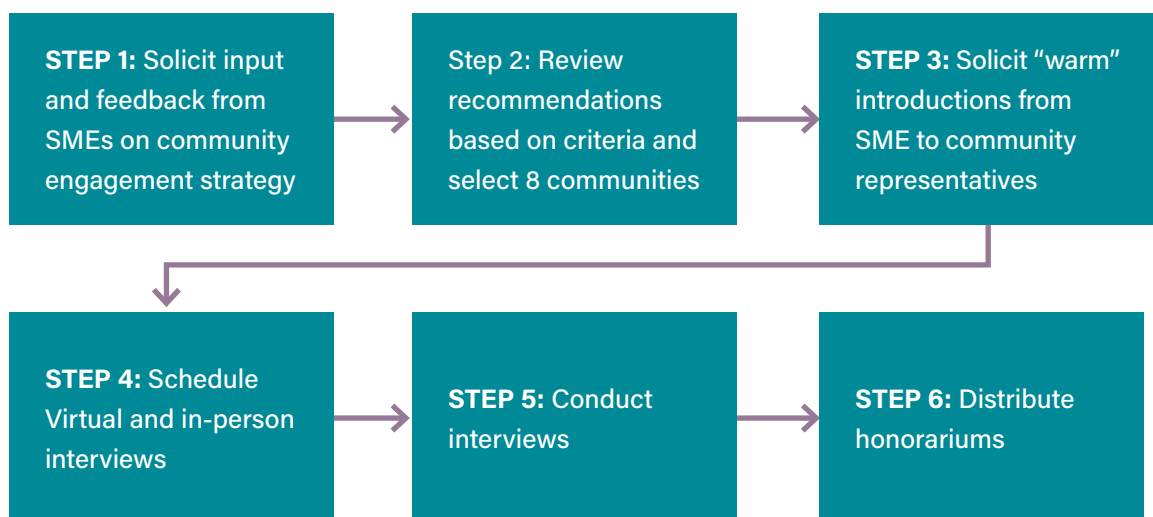 STEP 1: Solicit input
and feedback from
SMEs on community
engagement strategy
Step 2: Review
recommendations
based on criteria and
select 8 communities
STEP 3: Solicit “warm”
introductions from
SME to community
representatives
STEP 4: Schedule
Virtual and in-person
interviews
STEP 5: Conduct
interviews
STEP 6: Distribute
honorariums